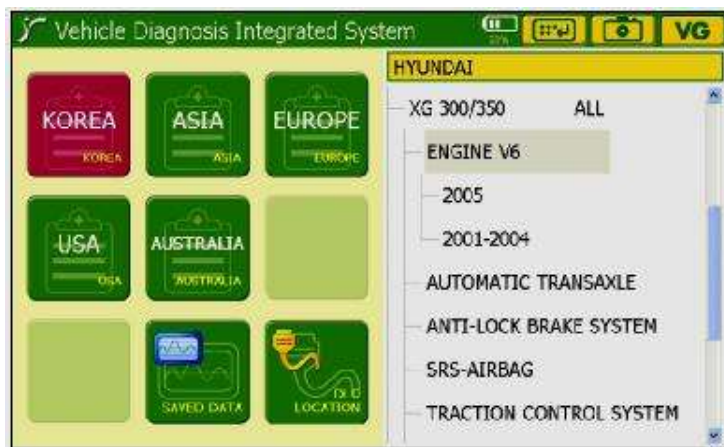 Vehicle Diagnosis Integrated System
VG
HYUNDAI
KOREA
KOREA
ASIA
ASIA
EUROPE
EUROPE
USA
USA
AUSTRALIA
AUSTRALIA
SAVED DATA
DLC
LOCATION
XG 300/350 ALL
ENGINE V6
2005
2001-2004
AUTOMATIC TRANSAXLE
ANTI-LOCK BRAKE SYSTEM
SRS-AIRBAG
TRACTION CONTROL SYSTEM